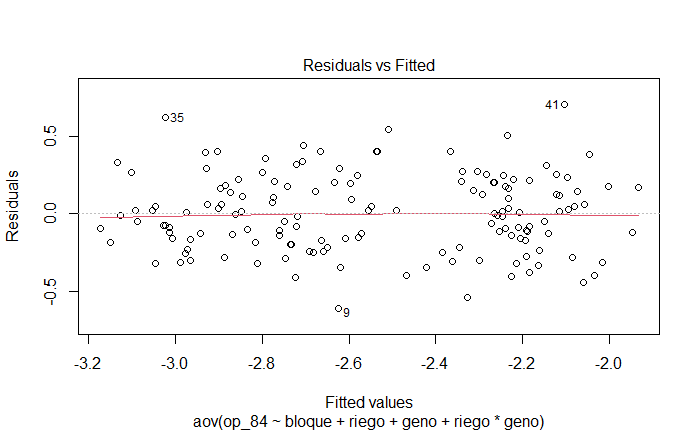 Residuals vs Fitted
Residuals
0.5
0.0
-0.5
35
41
9
-3.2 -3.0 -2.8 -2.6 -2.4 -2.2 -2.0
Fitted values
aov(op_84 ~ bloque + riego + geno + riego * geno)